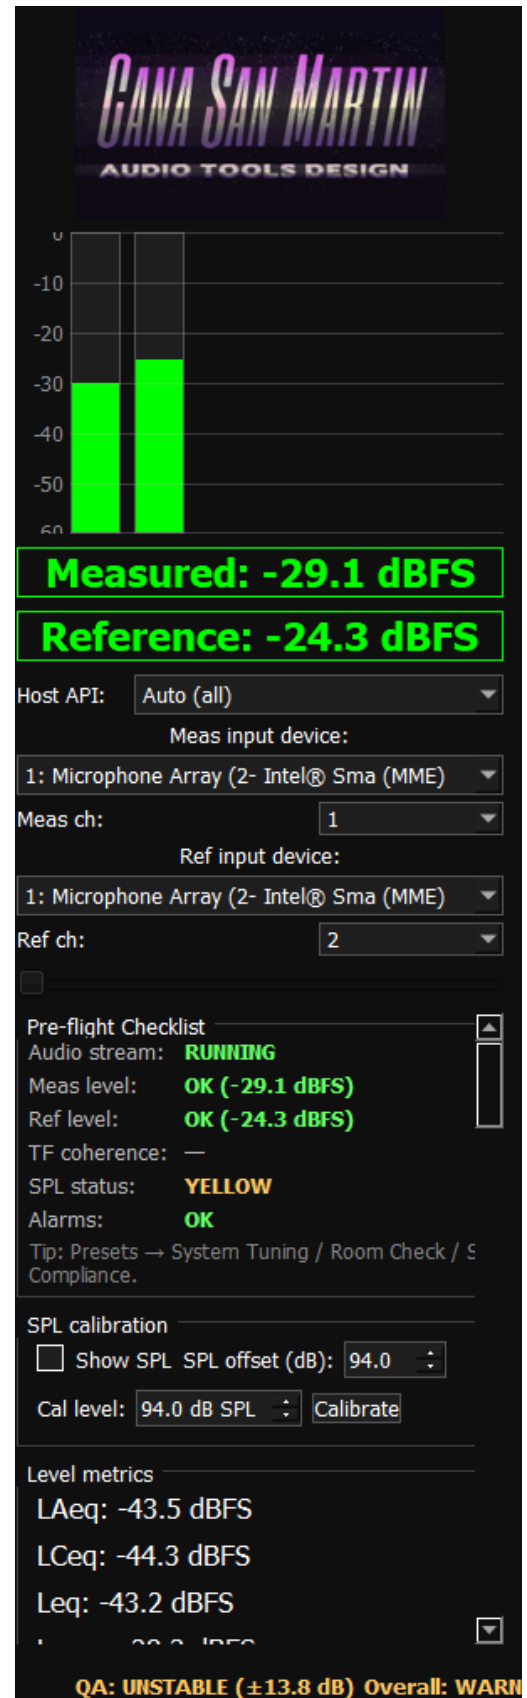 CANA SAN MARTIN
AUDIO TOOLS DESIGN
0
-10
-20
-30
-40
-50
-60
Measured: -29.1 dBFS
Reference: -24.3 dBFS
Host API: Auto (all)
Meas input device:
1: Microphone Array (2- Intel® Sma (MME)
Meas ch: 1
Ref input device:
1: Microphone Array (2- Intel® Sma (MME)
Ref ch: 2
Pre-flight Checklist
Audio stream: RUNNING
Meas level: OK (-29.1 dBFS)
Ref level: OK (-24.3 dBFS)
TF coherence: —
SPL status: YELLOW
Alarms: OK
Tip: Presets → System Tuning / Room Check / S
Compliance.
SPL calibration
Show SPL SPL offset (dB): 94.0
Cal level: 94.0 dB SPL Calibrate
Level metrics
LAeq: -43.5 dBFS
LCeq: -44.3 dBFS
Leq: -43.2 dBFS
QA: UNSTABLE (±13.8 dB) Overall: WARN